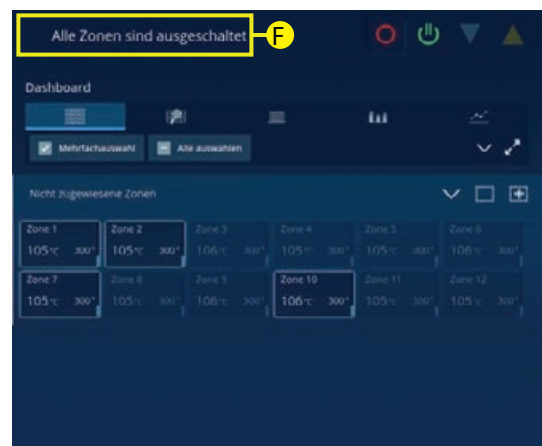 Alle Zonen sind ausgeschaltet
F
Dashboard
Mehrfachauswahl
Alle auswählen
Nicht zugewiesene Zonen
Zone 1 Zone 2 Zone 3 Zone 4 Zone 5 Zone 6
105°C 300° 105°C 300° 106°C 300° 105°C 300° 105°C 300° 106°C 300°
Zone 7 Zone 8 Zone 9 Zone 10 Zone 11 Zone 12
105°C 300° 105°C 300° 106°C 300° 106°C 300° 105°C 300° 105°C 300°